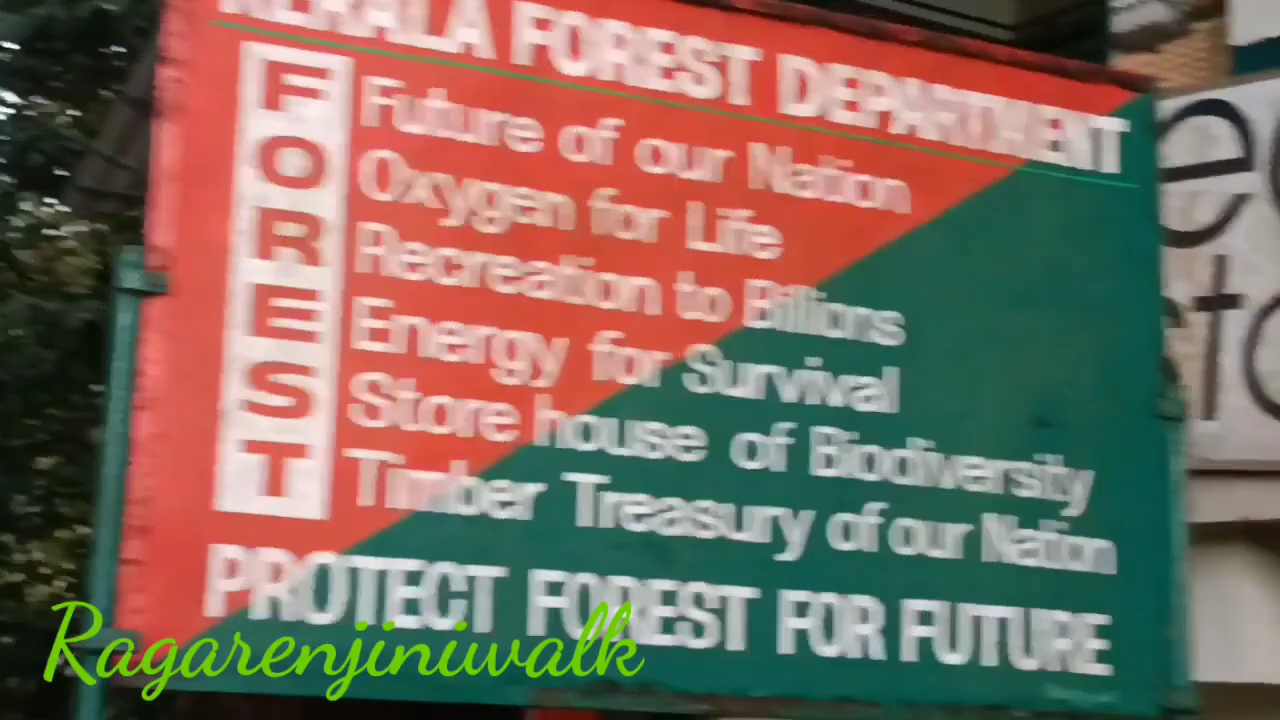 KERALA FOREST DEPARTMENT
F Future of our Nation
O Oxygen for Life
R Recreation to Billions
E Energy for Survival
S Store house of Biodiversity
T Timber Treasury of our Nation
PROTECT FOREST FOR FUTURE
Ragarenjiniwalk